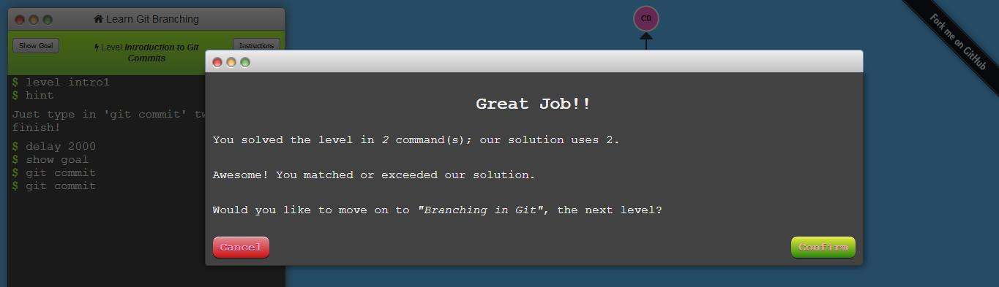 Learn Git Branching
Show Goal
Level Introduction to Git
Commits
Instructions
$ level intro1
$ hint
Just type in 'git commit' tw
finish!
$ delay 2000
$ show goal
$ git commit
$ git commit
C0
Fork me on GitHub
Great Job!!
You solved the level in 2 command(s); our solution uses 2.
Awesome! You matched or exceeded our solution.
Would you like to move on to "Branching in Git", the next level?
Cancel
Confirm